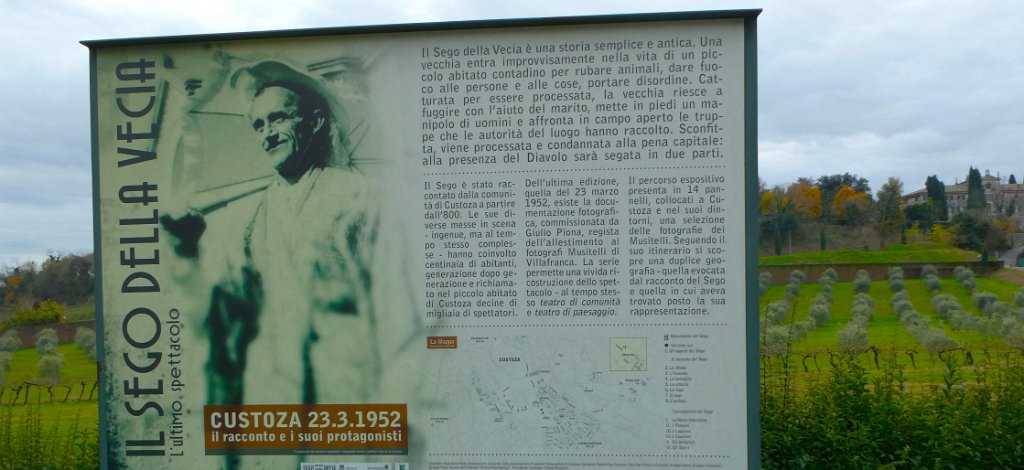 IL SEGO DELLA VECIA
L'ultimo spettacolo
Il Sego della Vecia è una storia semplice e antica. Una
vecchia entra improvvisamente nella vita di un pic-
colo abitato contadino per rubare animali, dare fuo-
co alle persone e alle cose, portare disordine. Cat-
turata per essere processata, la vecchia riesce a
fuggire con l'aiuto del marito, mette in piedi un ma-
nipolo di uomini e affronta in campo aperto le trup-
pe che le autorità del luogo hanno raccolto. Sconfit-
ta, viene processata e condannata alla pena capitale:
alla presenza del Diavolo sarà segata in due parti.
Il Sego è stato rac-
contato dalla comuni-
tà di Custoza a partire
dall'800. Le sue di-
verse messe in scena
- ingenue, ma al tem-
po stesso comples-
se - hanno coinvolto
centinaia di abitanti,
generazione dopo ge-
nerazione e richiama-
to nel piccolo abitato
di Custoza decine di
migliaia di spettatori.
Dell'ultima edizione,
quella del 23 marzo
1952, esiste la docu-
mentazione fotografi-
ca, commissionata da
Giulio Piona, regista
dell'allestimento ai
fotografi Musitelli di
Villafranca. La serie
permette una vivida ri-
costruzione dello spet-
tacolo - al tempo stes-
so teatro di comunità
e teatro di paesaggio.
Il percorso espositivo
presenta in 14 pan-
nelli, collocati a Cu-
stoza e nei suoi din-
torni, una selezione
delle fotografie dei
Musitelli. Seguendo il
suo itinerario si sco-
pre una duplice geo-
grafia - quella evocata
dal racconto del Sego
e quella in cui aveva
trovato posto la sua
rappresentazione.
La Mappa
CUSTOZA
CUSTOZA 23.3.1952
il racconto e i suoi protagonisti